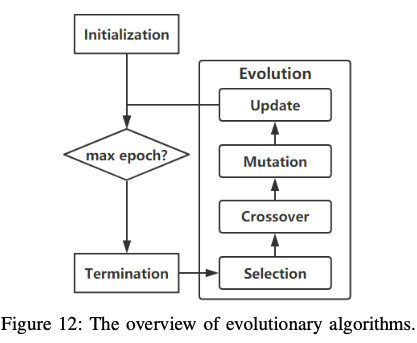 Initialization
Evolution
Update
max epoch?
Mutation
Crossover
Termination
Selection
Figure 12: The overview of evolutionary algorithms.